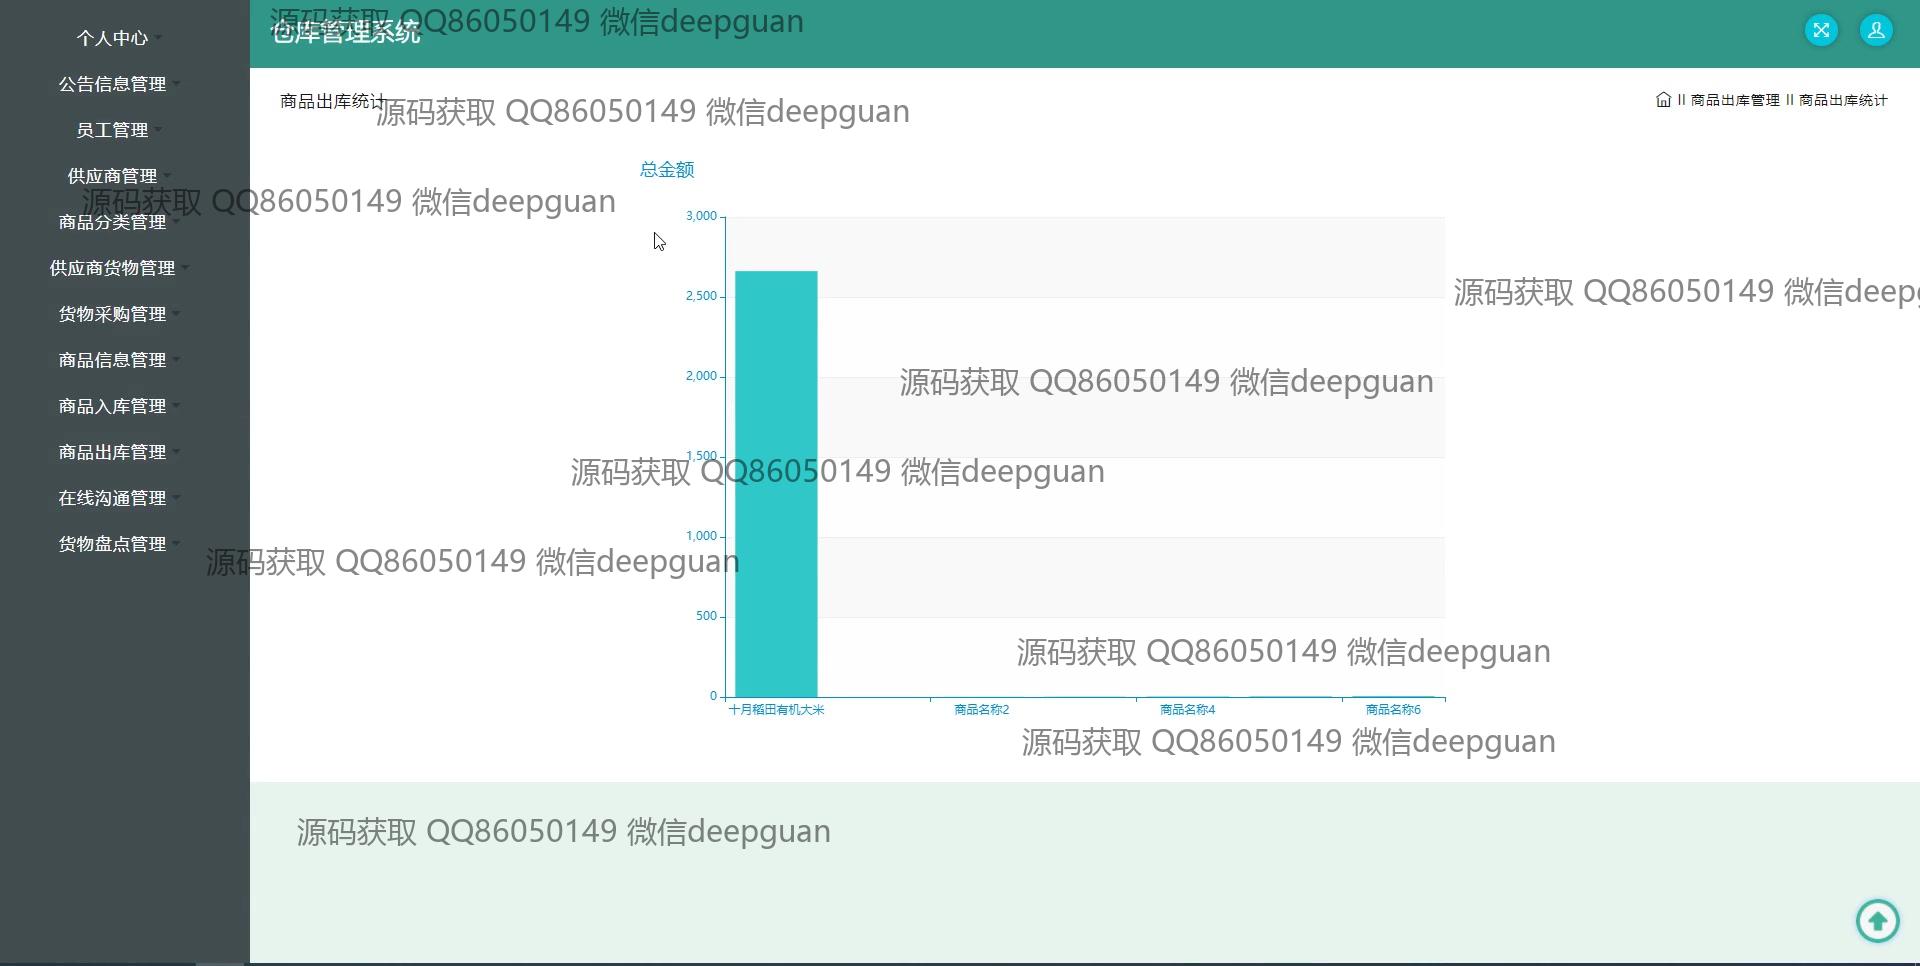 仓库管理系统
源码获取 QQ86050149 微信deepguan
个人中心
公告信息管理
员工管理
供应商管理
商品分类管理
供应商货物管理
货物采购管理
商品信息管理
商品入库管理
商品出库管理
在线沟通管理
货物盘点管理
商品出库统计
源码获取 QQ86050149 微信deepguan
II 商品出库管理 II 商品出库统计
总金额
源码获取 QQ86050149 微信deepguan
3,000
2,500
源码获取 QQ86050149 微信deep
2,000
源码获取 QQ86050149 微信deepguan
1,500
源码获取 QQ86050149 微信deepguan
1,000
源码获取 QQ86050149 微信deepguan
500
源码获取 QQ86050149 微信deepguan
0
十月稻田有机大米 商品名称2 商品名称4 商品名称6
源码获取 QQ86050149 微信deepguan
源码获取 QQ86050149 微信deepguan